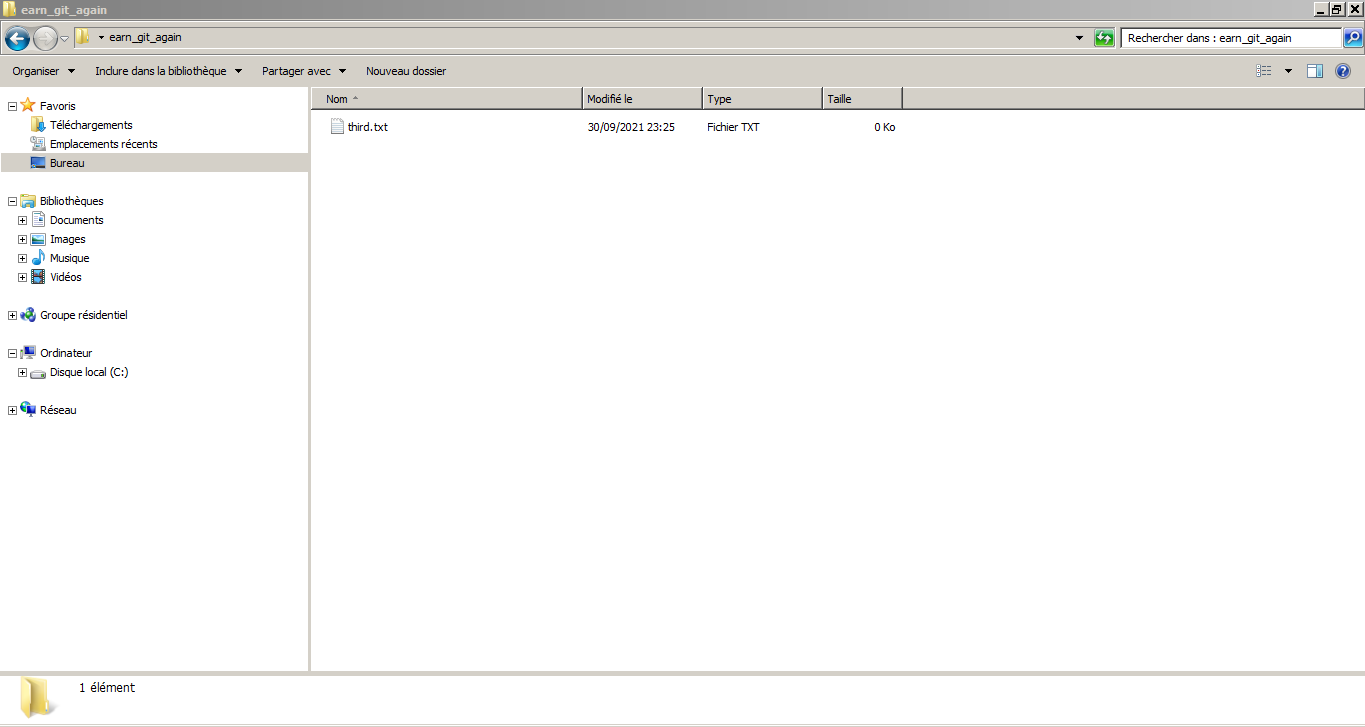 earn_git_again
earn_git_again
Rechercher dans : earn_git_again
Organiser Inclure dans la bibliothèque Partager avec Nouveau dossier
Favoris
Téléchargements
Emplacements récents
Bureau
Bibliothèques
Documents
Images
Musique
Vidéos
Groupe résidentiel
Ordinateur
Disque local (C:)
Réseau
Nom Modifié le Type Taille
third.txt 30/09/2021 23:25 Fichier TXT 0 Ko
1 élément